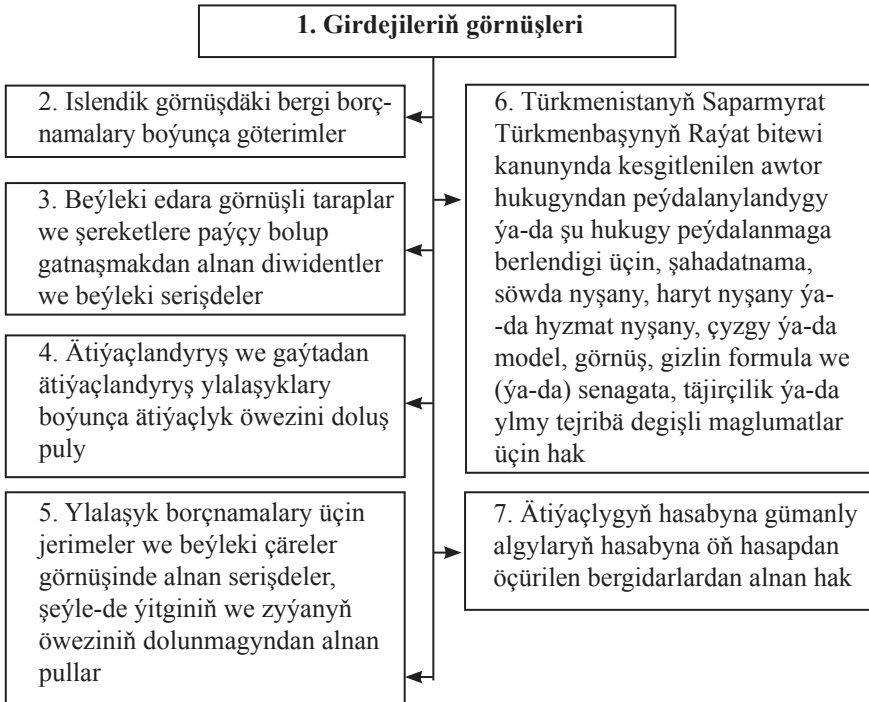 1. Girdejileriň görnüşleri
2. Islendik görnüşdäki bergi borç-
namalary boýunça göterimler
3. Beýleki edara görnüşli taraplar
we şereketlere paýçy bolup
gatnaşmakdan alnan diwidentler
we beýleki serişdeler
4. Ätiýaçlandyryş we gaýtadan
ätiýaçlandyryş ylalaşyklary
boýunça ätiýaçlyk öwezini doluş
puly
5. Ylalaşyk borçnamalary üçin
jerimeler we beýleki çäreler
görnüşinde alnan serişdeler,
şeýle-de ýitginiň we zyýanyň
öweziniň dolunmagyndan alnan
pullar
6. Türkmenistanyň Saparmyrat
Türkmenbaşynyň Raýat bitewi
kanunynda kesgitlenilen awtor
hukugyndan peýdalanylandygy
ýa-da şu hukugy peýdalanmaga
berlendigi üçin, şahadatnama,
söwda nyşany, haryt nyşany ýa-
-da hyzmat nyşany, çyzgy ýa-da
model, görnüş, gizlin formula we
(ýa-da) senagata, täjirçilik ýa-da
ylmy tejribä degişli maglumatlar
üçin hak
7. Ätiýaçlygyň hasabyna gümanly
algylaryň hasabyna öň hasapdan
öçürilen bergidarlardan alnan hak